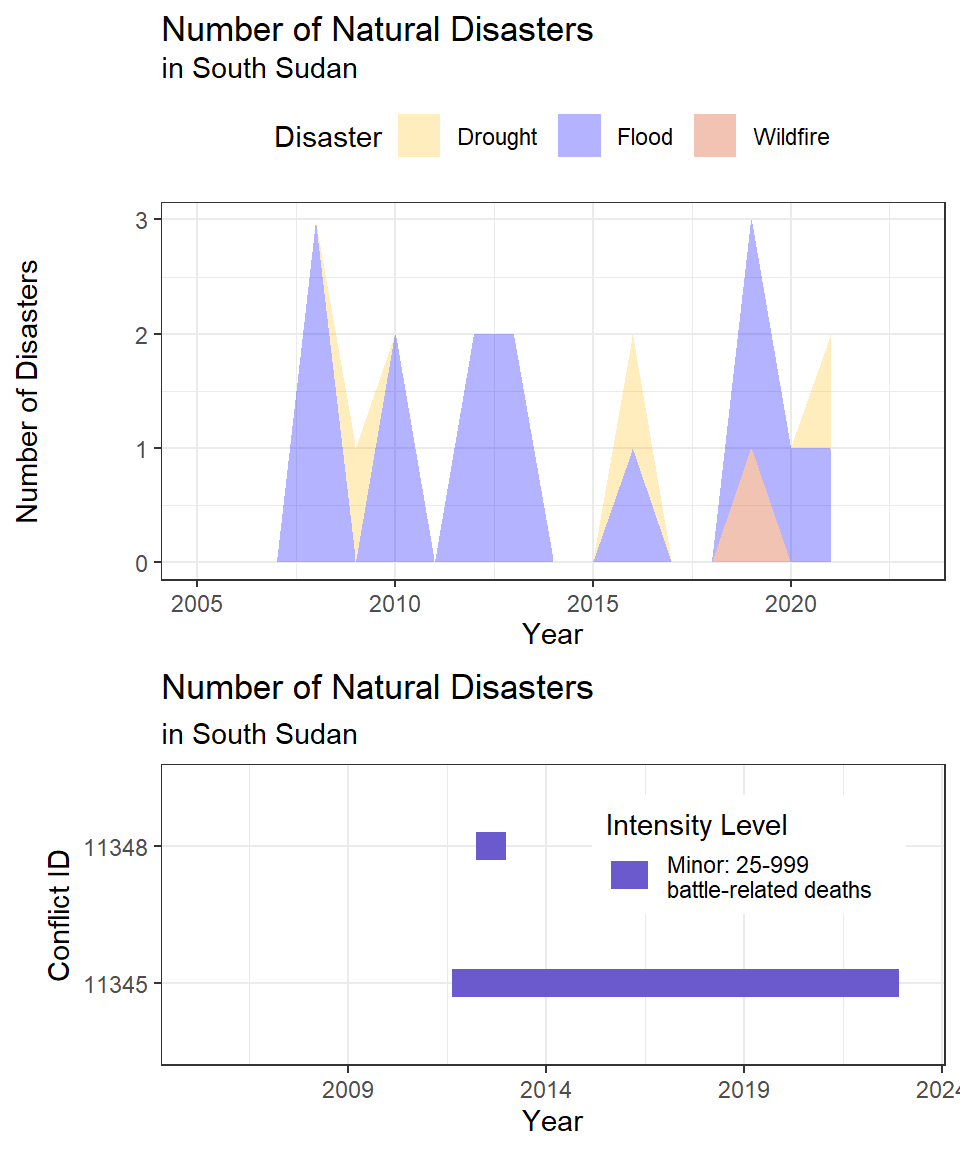 Number of Natural Disasters
in South Sudan
Disaster
Drought
Flood
Wildfire
Number of Disasters
3
2
1
0
2005
2010
2015
2020
Year
Number of Natural Disasters
in South Sudan
Conflict ID
11348
11345
Intensity Level
Minor: 25-999
battle-related deaths
2009
2014
2019
2024
Year